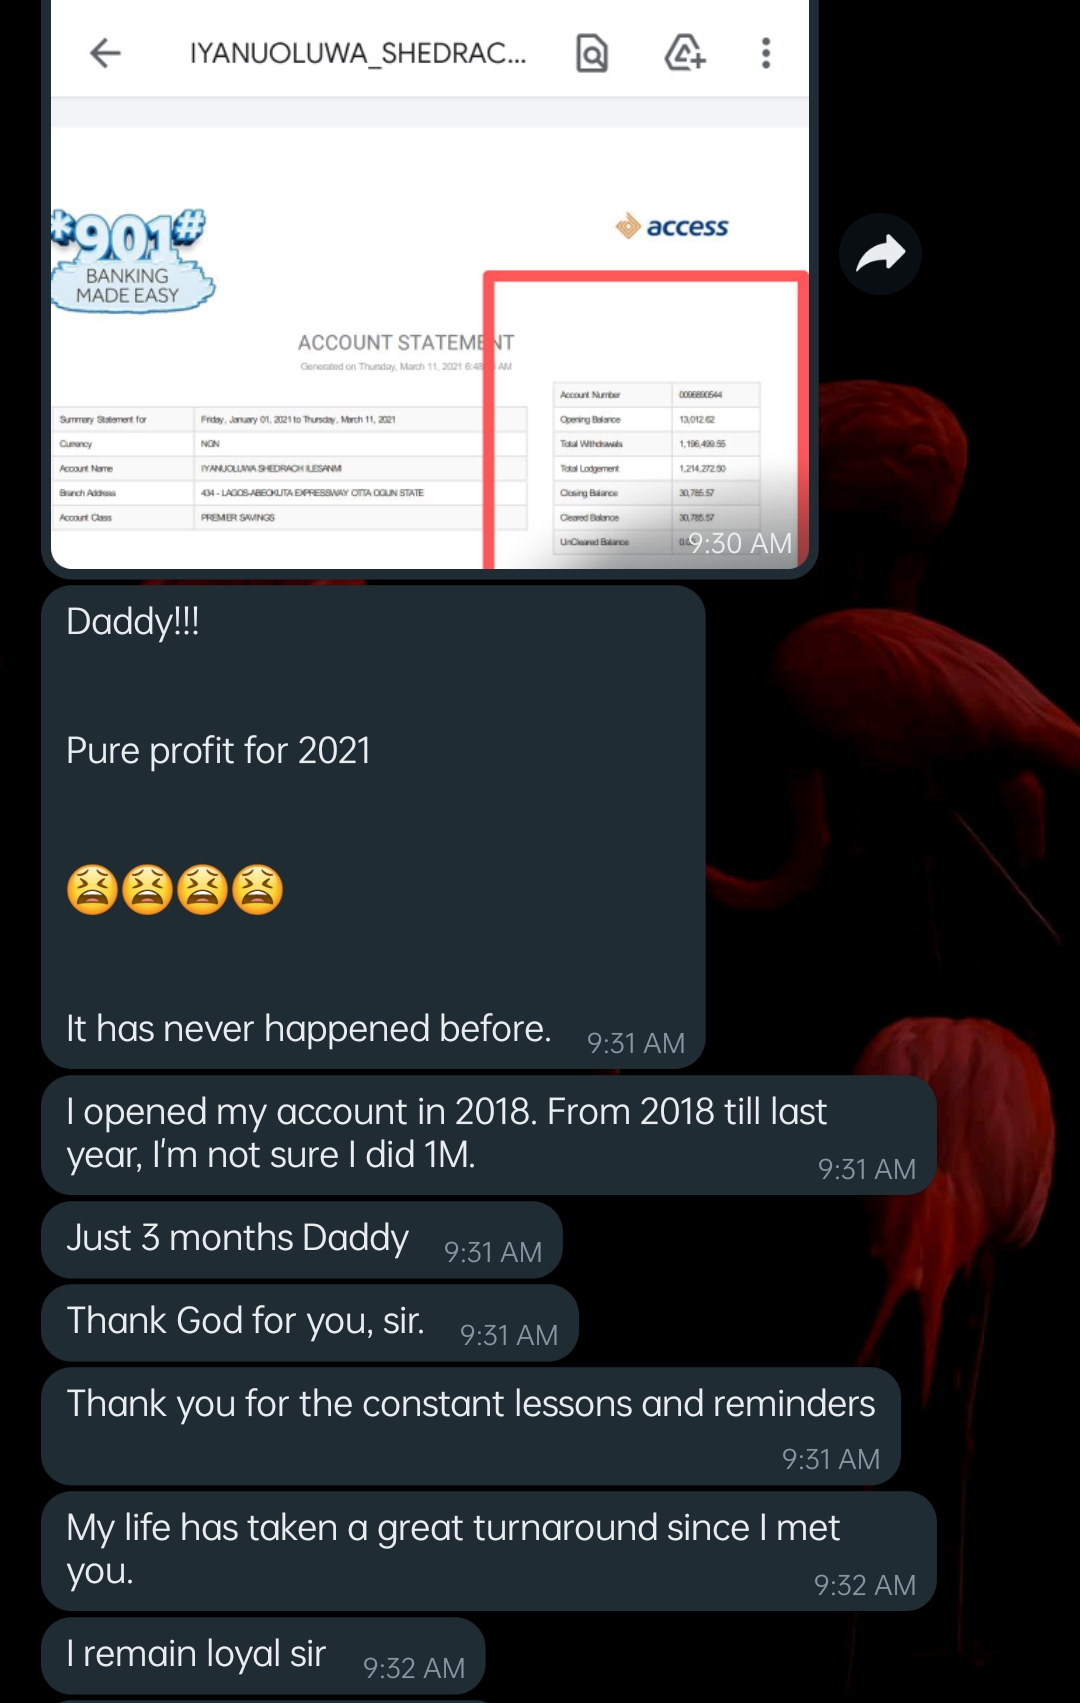 IYANUOLUWA_SHEDRAC...
*901#
BANKING
MADE EASY
access
ACCOUNT STATEMENT
Generated on Thursday, March 11, 2021 6:48 AM
Summary Statement for Friday, January 01, 2021 to Thursday, March 11, 2021
Currency NGN
Account Name IYANUOLUWA SHEDRACH ILESANMI
Branch Address 434 - LAGOS-ABEOKUTA EXPRESSWAY OTTA OGUN STATE
Account Class PREMIER SAVINGS
Account Number
Opening Balance 13,012.62
Total Withdrawals 1,196,499.55
Total Lodgement 1,214,272.50
Closing Balance 30,785.57
Cleared Balance 30,785.57
UnCleared Balance
9:30 AM
Daddy!!!
Pure profit for 2021
😫😫😫😫
It has never happened before. 9:31 AM
I opened my account in 2018. From 2018 till last
year, I'm not sure I did 1M. 9:31 AM
Just 3 months Daddy 9:31 AM
Thank God for you, sir. 9:31 AM
Thank you for the constant lessons and reminders
9:31 AM
My life has taken a great turnaround since I met
you. 9:32 AM
I remain loyal sir 9:32 AM